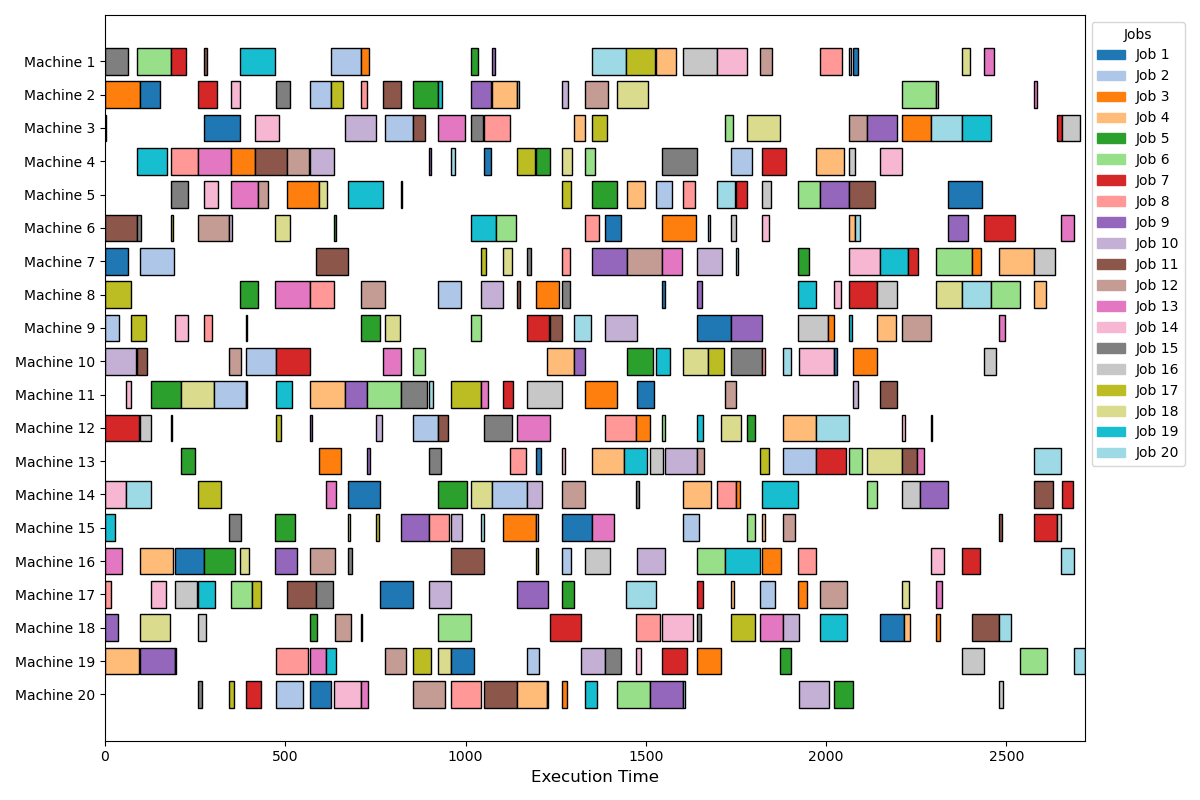 Machine 1
Machine 2
Machine 3
Machine 4
Machine 5
Machine 6
Machine 7
Machine 8
Machine 9
Machine 10
Machine 11
Machine 12
Machine 13
Machine 14
Machine 15
Machine 16
Machine 17
Machine 18
Machine 19
Machine 20
0 500 1000 1500 2000 2500
Execution Time
Jobs
Job 1
Job 2
Job 3
Job 4
Job 5
Job 6
Job 7
Job 8
Job 9
Job 10
Job 11
Job 12
Job 13
Job 14
Job 15
Job 16
Job 17
Job 18
Job 19
Job 20